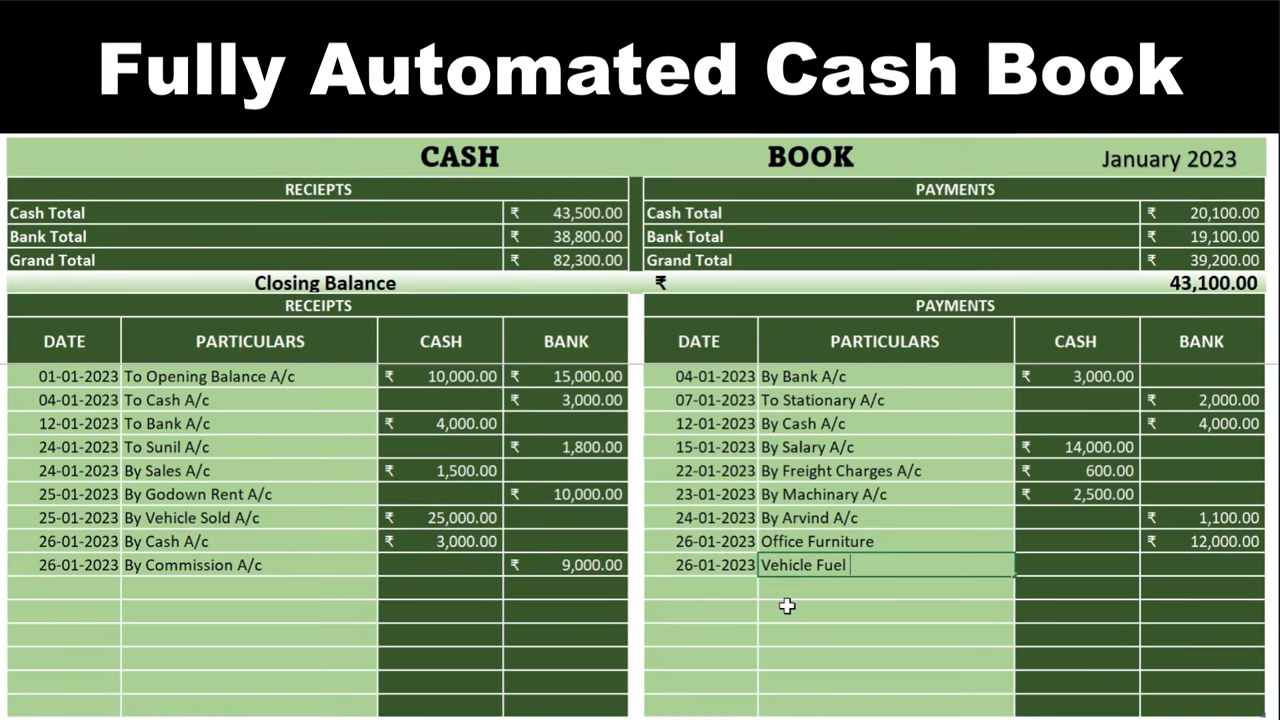 Fully Automated Cash Book
CASH BOOK January 2023
RECIEPTS PAYMENTS
Cash Total ₹ 43,500.00 Cash Total ₹ 20,100.00
Bank Total ₹ 38,800.00 Bank Total ₹ 19,100.00
Grand Total ₹ 82,300.00 Grand Total ₹ 39,200.00
Closing Balance ₹ 43,100.00
RECEIPTS PAYMENTS
DATE PARTICULARS CASH BANK DATE PARTICULARS CASH BANK
01-01-2023 To Opening Balance A/c ₹ 10,000.00 ₹ 15,000.00 04-01-2023 By Bank A/c ₹ 3,000.00
04-01-2023 To Cash A/c ₹ 3,000.00 07-01-2023 To Stationary A/c ₹ 2,000.00
12-01-2023 To Bank A/c ₹ 4,000.00 12-01-2023 By Cash A/c ₹ 4,000.00
24-01-2023 To Sunil A/c ₹ 1,800.00 15-01-2023 By Salary A/c ₹ 14,000.00
24-01-2023 By Sales A/c ₹ 1,500.00 22-01-2023 By Freight Charges A/c ₹ 600.00
25-01-2023 By Godown Rent A/c ₹ 10,000.00 23-01-2023 By Machinary A/c ₹ 2,500.00
25-01-2023 By Vehicle Sold A/c ₹ 25,000.00 24-01-2023 By Arvind A/c ₹ 1,100.00
26-01-2023 By Cash A/c ₹ 3,000.00 26-01-2023 Office Furniture ₹ 12,000.00
26-01-2023 By Commission A/c ₹ 9,000.00 26-01-2023 Vehicle Fuel